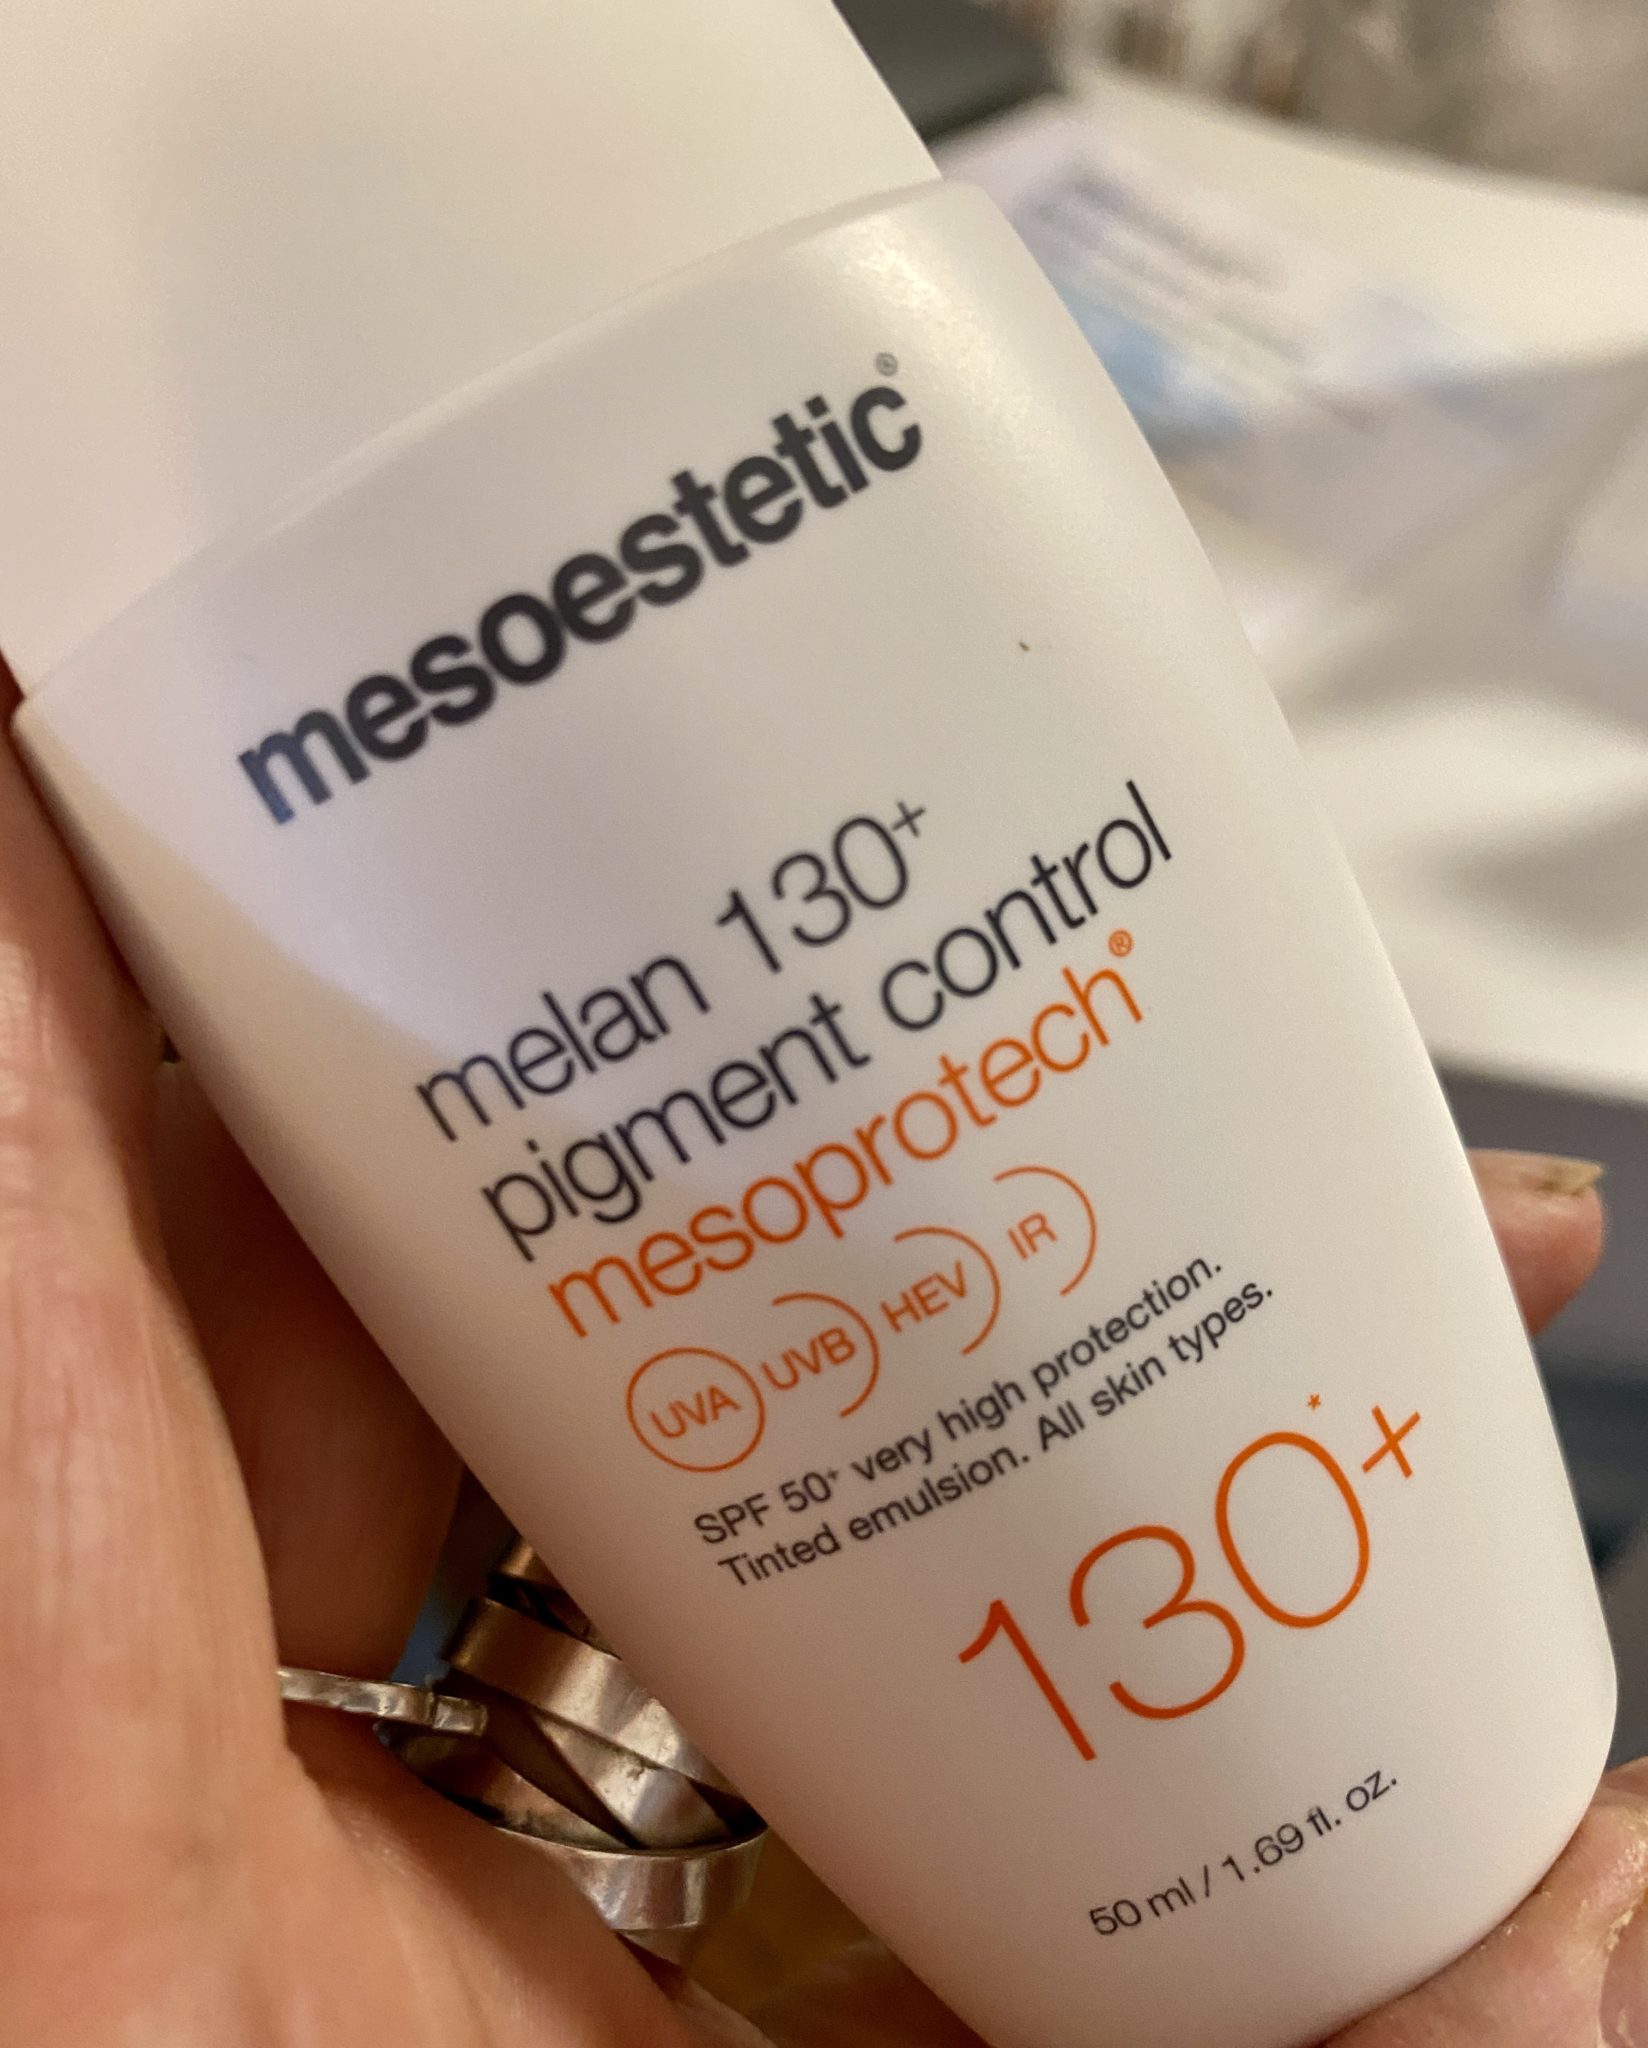 mesoestetic®
melan 130+
pigment control
mesoprotech®
UVA UVB HEV IR
SPF 50+ very high protection.
Tinted emulsion. All skin types.
130*+
50 ml / 1.69 fl. oz.